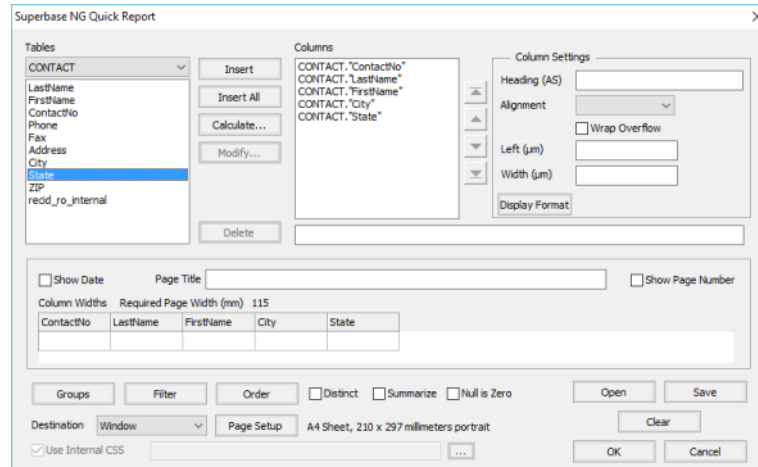 Superbase NG Quick Report
Tables
CONTACT
LastName
FirstName
ContactNo
Phone
Fax
Address
City
State
ZIP
recid_ro_internal
Insert
Insert All
Calculate...
Modify...
Delete
Columns
CONTACT."ContactNo"
CONTACT."LastName"
CONTACT."FirstName"
CONTACT."City"
CONTACT."State"
Column Settings
Heading (AS)
Alignment
Wrap Overflow
Left (µm)
Width (µm)
Display Format
Show Date Page Title Show Page Number
Column Widths Required Page Width (mm) 115
ContactNo LastName FirstName City State
Groups Filter Order Distinct Summarize Null is Zero Open Save
Destination Window Page Setup A4 Sheet, 210 x 297 millimeters portrait Clear
Use Internal CSS ... OK Cancel